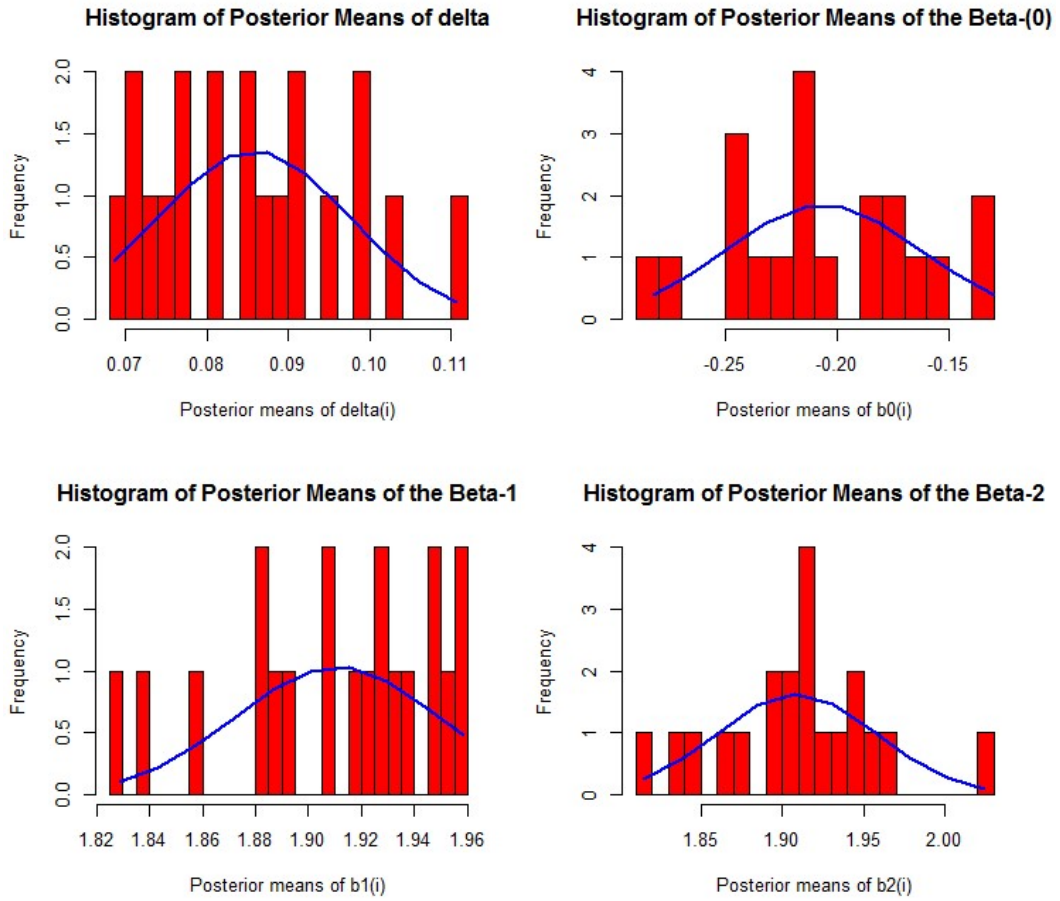 Histogram of Posterior Means of delta
Frequency
0.0 0.5 1.0 1.5 2.0
0.07 0.08 0.09 0.10 0.11
Posterior means of delta(i)
Histogram of Posterior Means of the Beta-(0)
Frequency
0 1 2 3 4
-0.25 -0.20 -0.15
Posterior means of b0(i)
Histogram of Posterior Means of the Beta-1
Frequency
0.0 0.5 1.0 1.5 2.0
1.82 1.84 1.86 1.88 1.90 1.92 1.94 1.96
Posterior means of b1(i)
Histogram of Posterior Means of the Beta-2
Frequency
0 1 2 3 4
1.85 1.90 1.95 2.00
Posterior means of b2(i)